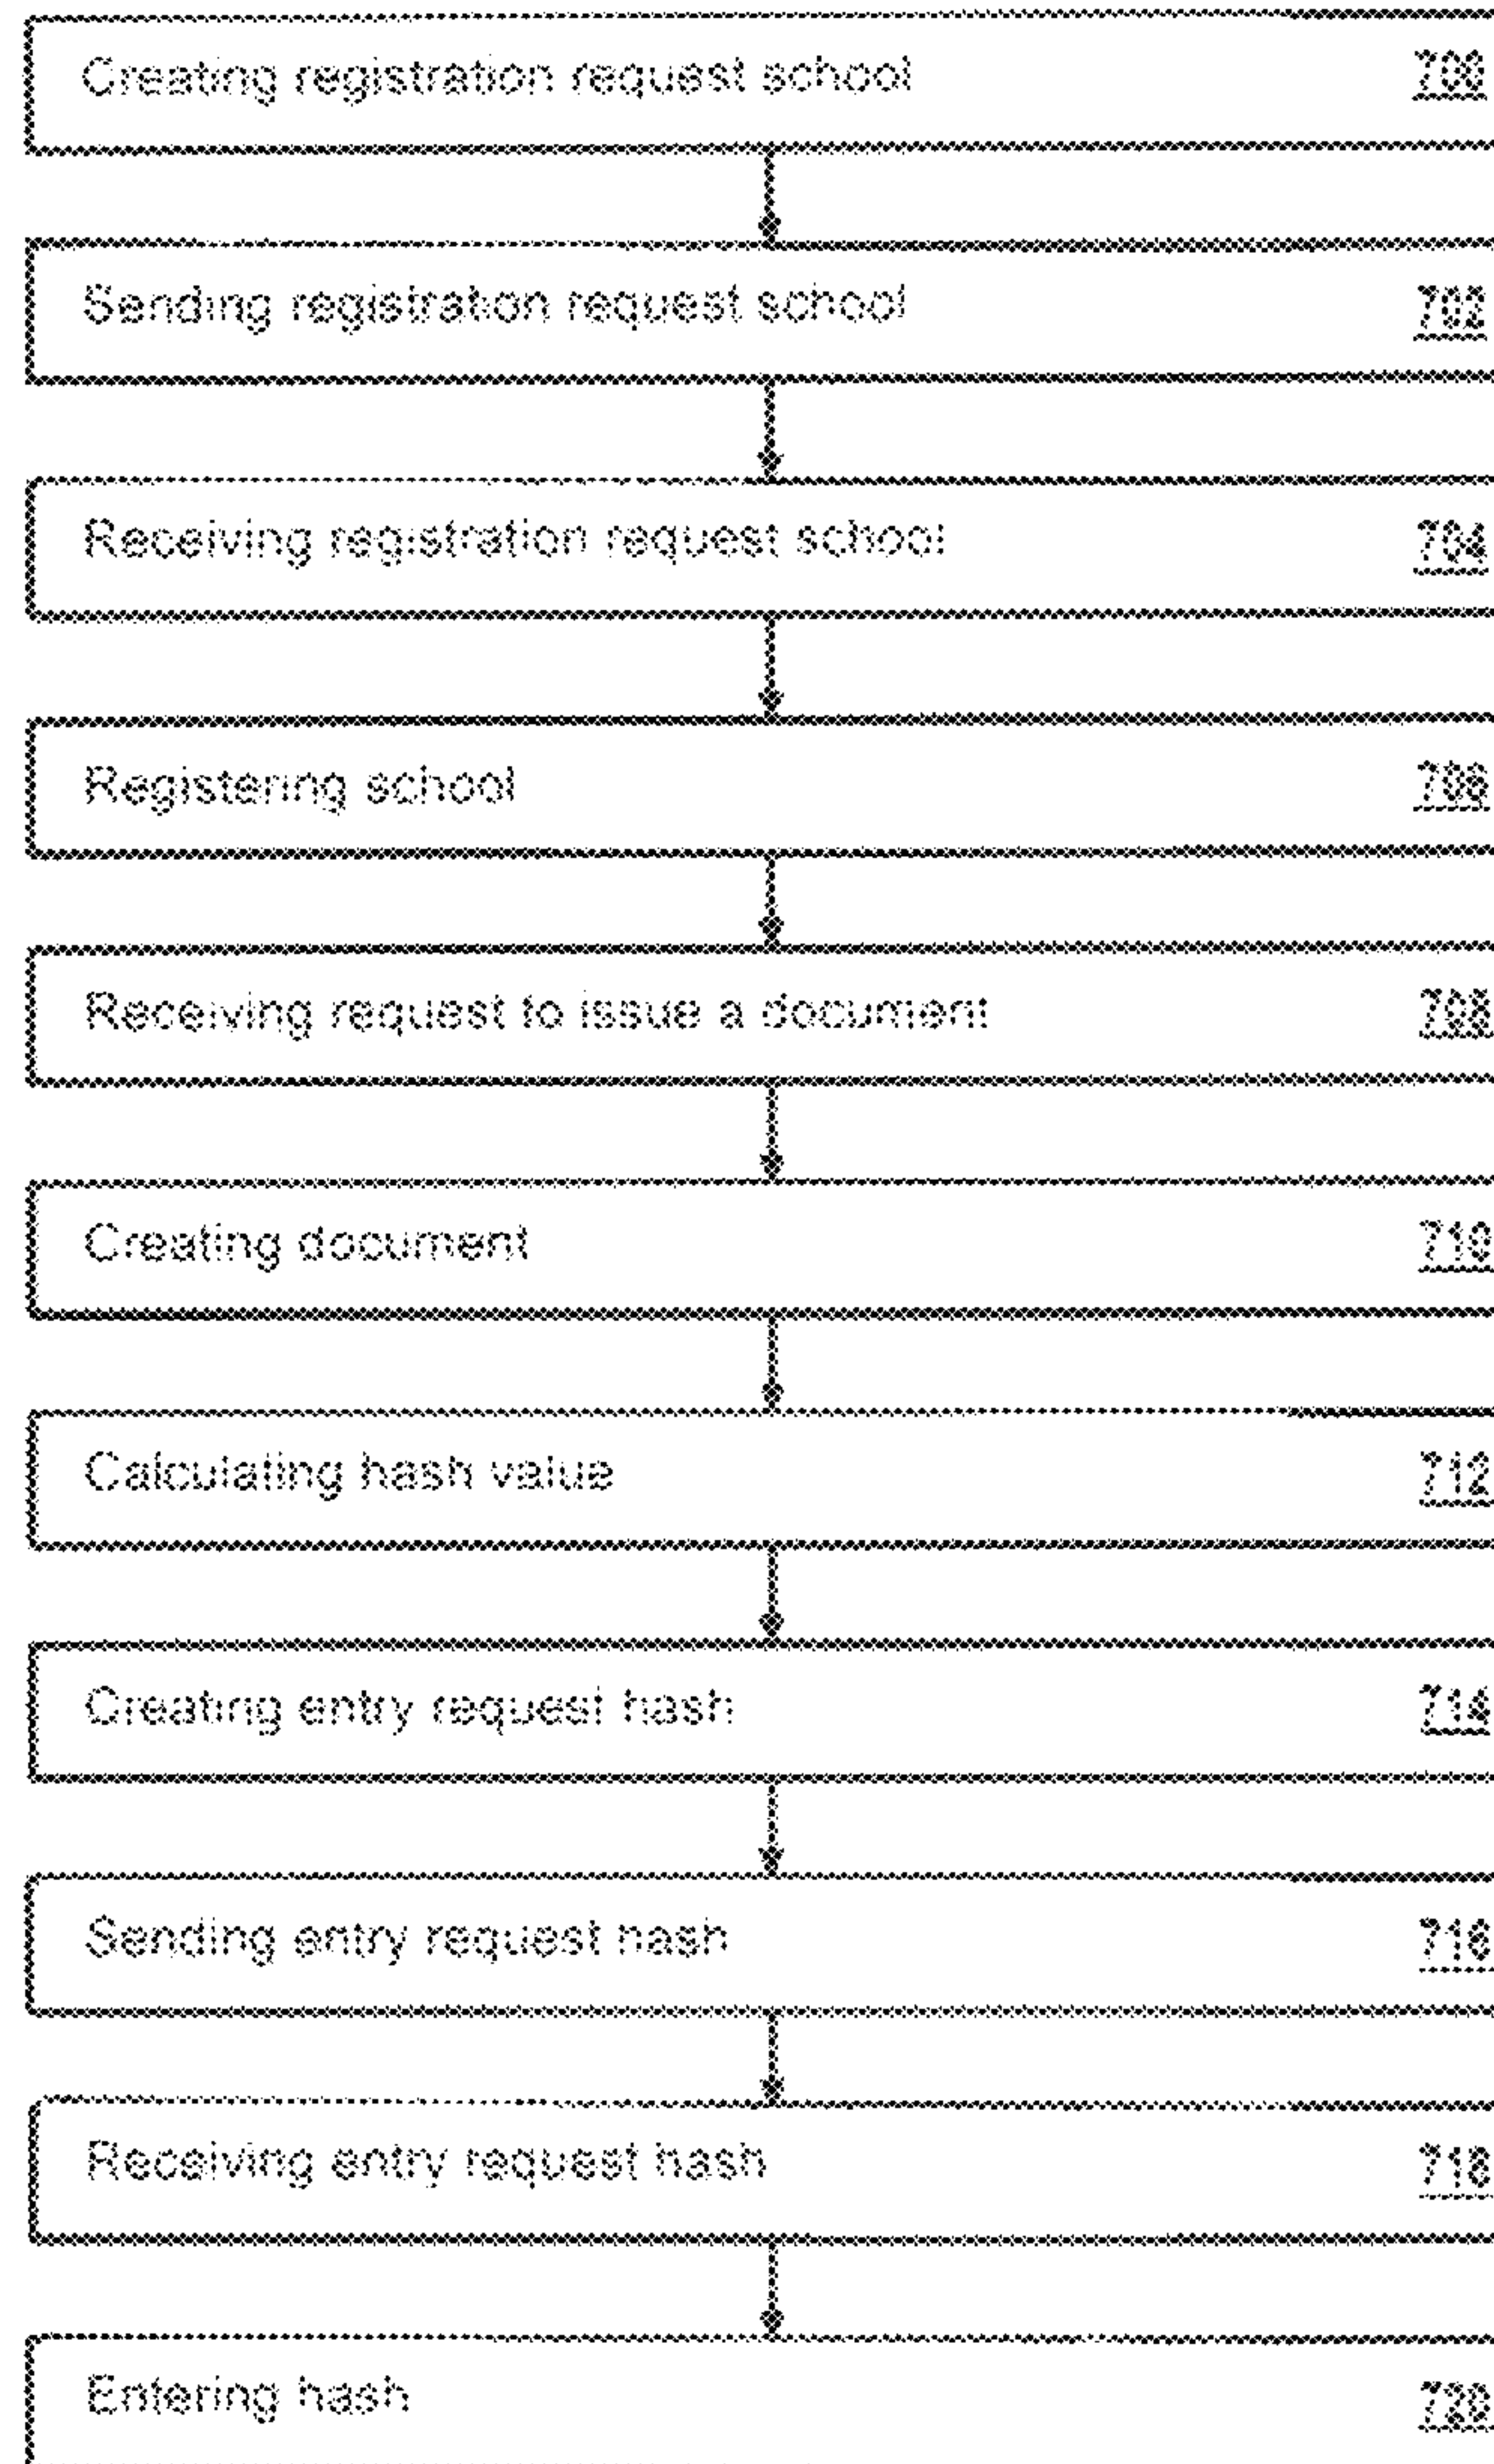 Creating registration request school 700
Sending registration request school 702
Receiving registration request school 704
Registering school 706
Receiving request to issue a document 708
Creating document 710
Calculating hash value 712
Creating entry request hash 714
Sending entry request hash 716
Receiving entry request hash 718
Entering hash 720